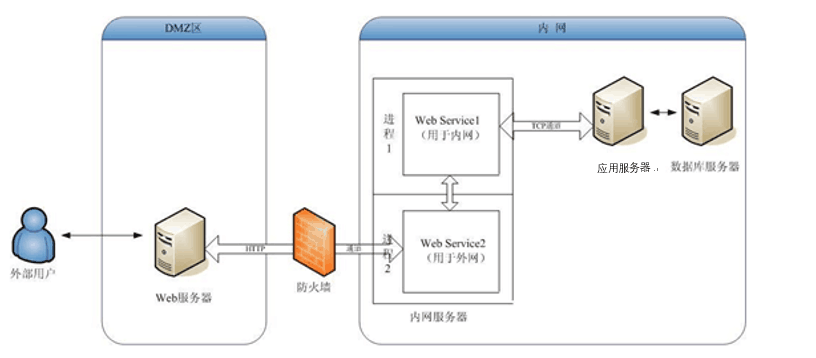 DMZ区
内 网
进程1
Web Service1
（用于内网）
TCP通道
应用服务器
数据库服务器
外部用户
Web服务器
HTTP
防火墙
通道
进程2
Web Service2
（用于外网）
内网服务器